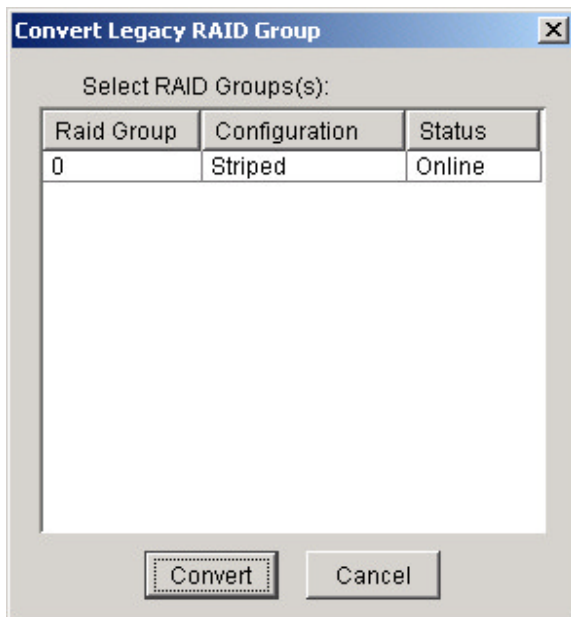 Convert Legacy RAID Group
Select RAID Groups(s):
Raid Group Configuration Status
0 Striped Online
Convert Cancel